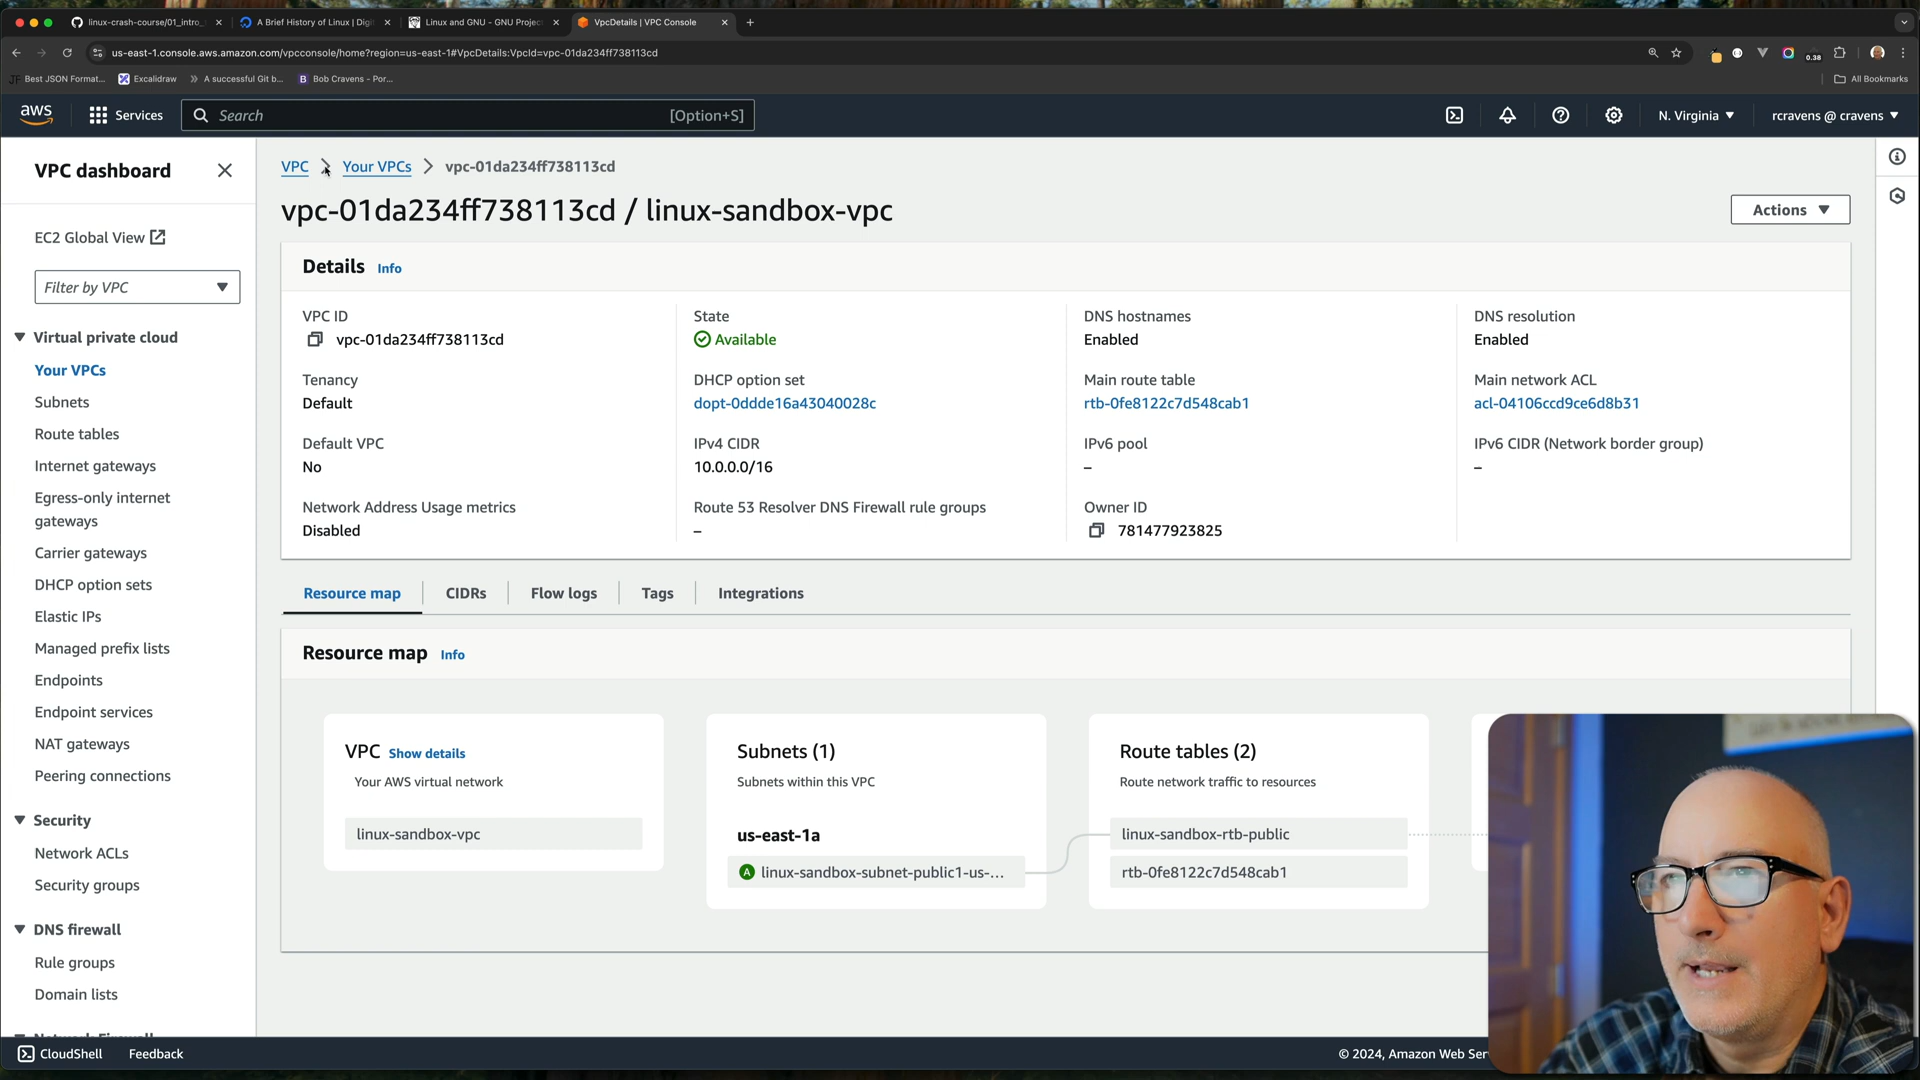 linux-crash-course/01_intro_
A Brief History of Linux | Digi
Linux and GNU - GNU Project
VpcDetails | VPC Console
us-east-1.console.aws.amazon.com/vpcconsole/home?region=us-east-1#VpcDetails:VpcId=vpc-01da234ff738113cd
0.38
JF Best JSON Format...
Excalidraw
A successful Git b...
B Bob Cravens - Por...
All Bookmarks
aws
Services
Search
[Option+S]
N. Virginia
rcravens @ cravens
VPC dashboard
EC2 Global View
Filter by VPC
Virtual private cloud
Your VPCs
Subnets
Route tables
Internet gateways
Egress-only internet
gateways
Carrier gateways
DHCP option sets
Elastic IPs
Managed prefix lists
Endpoints
Endpoint services
NAT gateways
Peering connections
Security
Network ACLs
Security groups
DNS firewall
Rule groups
Domain lists
Network Firewall
VPC
Your VPCs
vpc-01da234ff738113cd
vpc-01da234ff738113cd / linux-sandbox-vpc
Actions
Details Info
VPC ID
vpc-01da234ff738113cd
State
Available
DNS hostnames
Enabled
DNS resolution
Enabled
Tenancy
Default
DHCP option set
dopt-0ddde16a43040028c
Main route table
rtb-0fe8122c7d548cab1
Main network ACL
acl-04106ccd9ce6d8b31
Default VPC
No
IPv4 CIDR
10.0.0.0/16
IPv6 pool
–
IPv6 CIDR (Network border group)
–
Network Address Usage metrics
Disabled
Route 53 Resolver DNS Firewall rule groups
–
Owner ID
781477923825
Resource map
CIDRs
Flow logs
Tags
Integrations
Resource map Info
VPC Show details
Your AWS virtual network
linux-sandbox-vpc
Subnets (1)
Subnets within this VPC
us-east-1a
A linux-sandbox-subnet-public1-us-...
Route tables (2)
Route network traffic to resources
linux-sandbox-rtb-public
rtb-0fe8122c7d548cab1
CloudShell
Feedback
© 2024, Amazon Web Serv